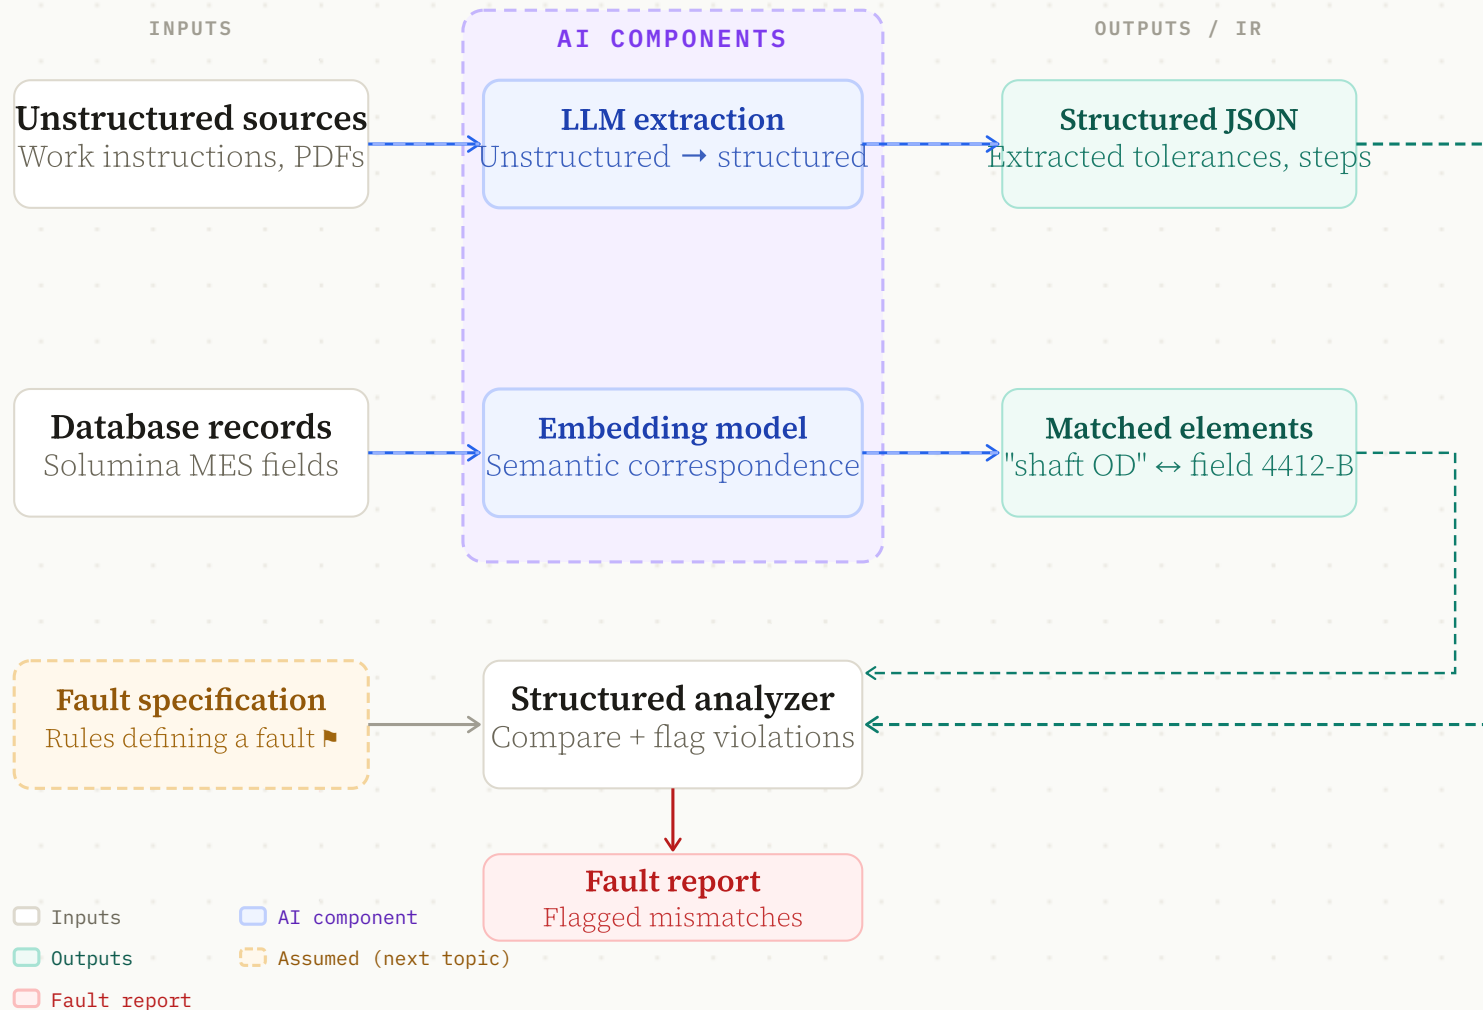 INPUTS
AI COMPONENTS
OUTPUTS / IR
Unstructured sources
Work instructions, PDFs
LLM extraction
Unstructured → structured
Structured JSON
Extracted tolerances, steps
Database records
Solumina MES fields
Embedding model
Semantic correspondence
Matched elements
"shaft OD" ↔ field 4412-B
Fault specification
Rules defining a fault ⚑
Structured analyzer
Compare + flag violations
Fault report
Flagged mismatches
Inputs
AI component
Outputs
Assumed (next topic)
Fault report